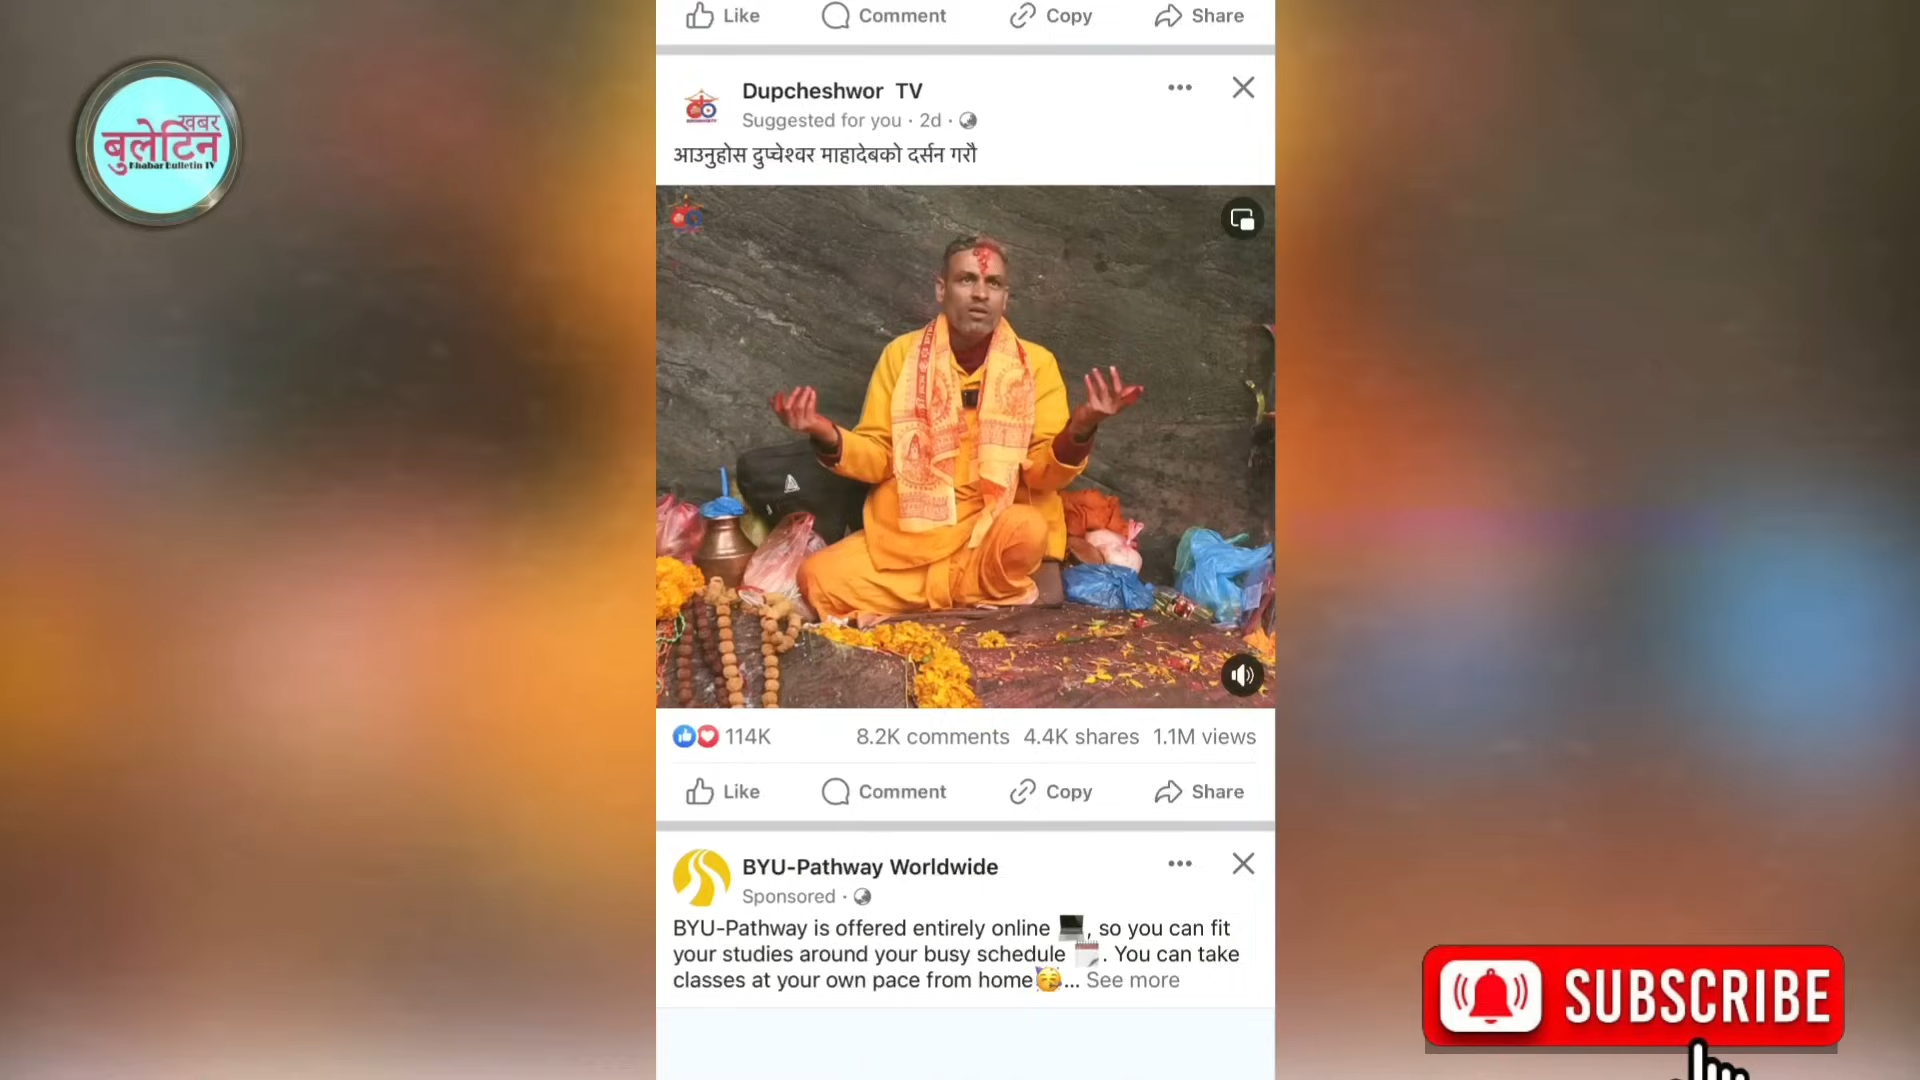 Like Comment Copy Share
खबर
बुलेटिन
Khabar Bulletin TV
Dupcheshwor TV
Suggested for you · 2d ·
आउनुहोस दुप्चेश्वर माहादेबको दर्सन गरौ
114K 8.2K comments 4.4K shares 1.1M views
Like Comment Copy Share
BYU-Pathway Worldwide
Sponsored ·
BYU-Pathway is offered entirely online 💻, so you can fit
your studies around your busy schedule 🗓️. You can take
classes at your own pace from home🥳... See more
SUBSCRIBE